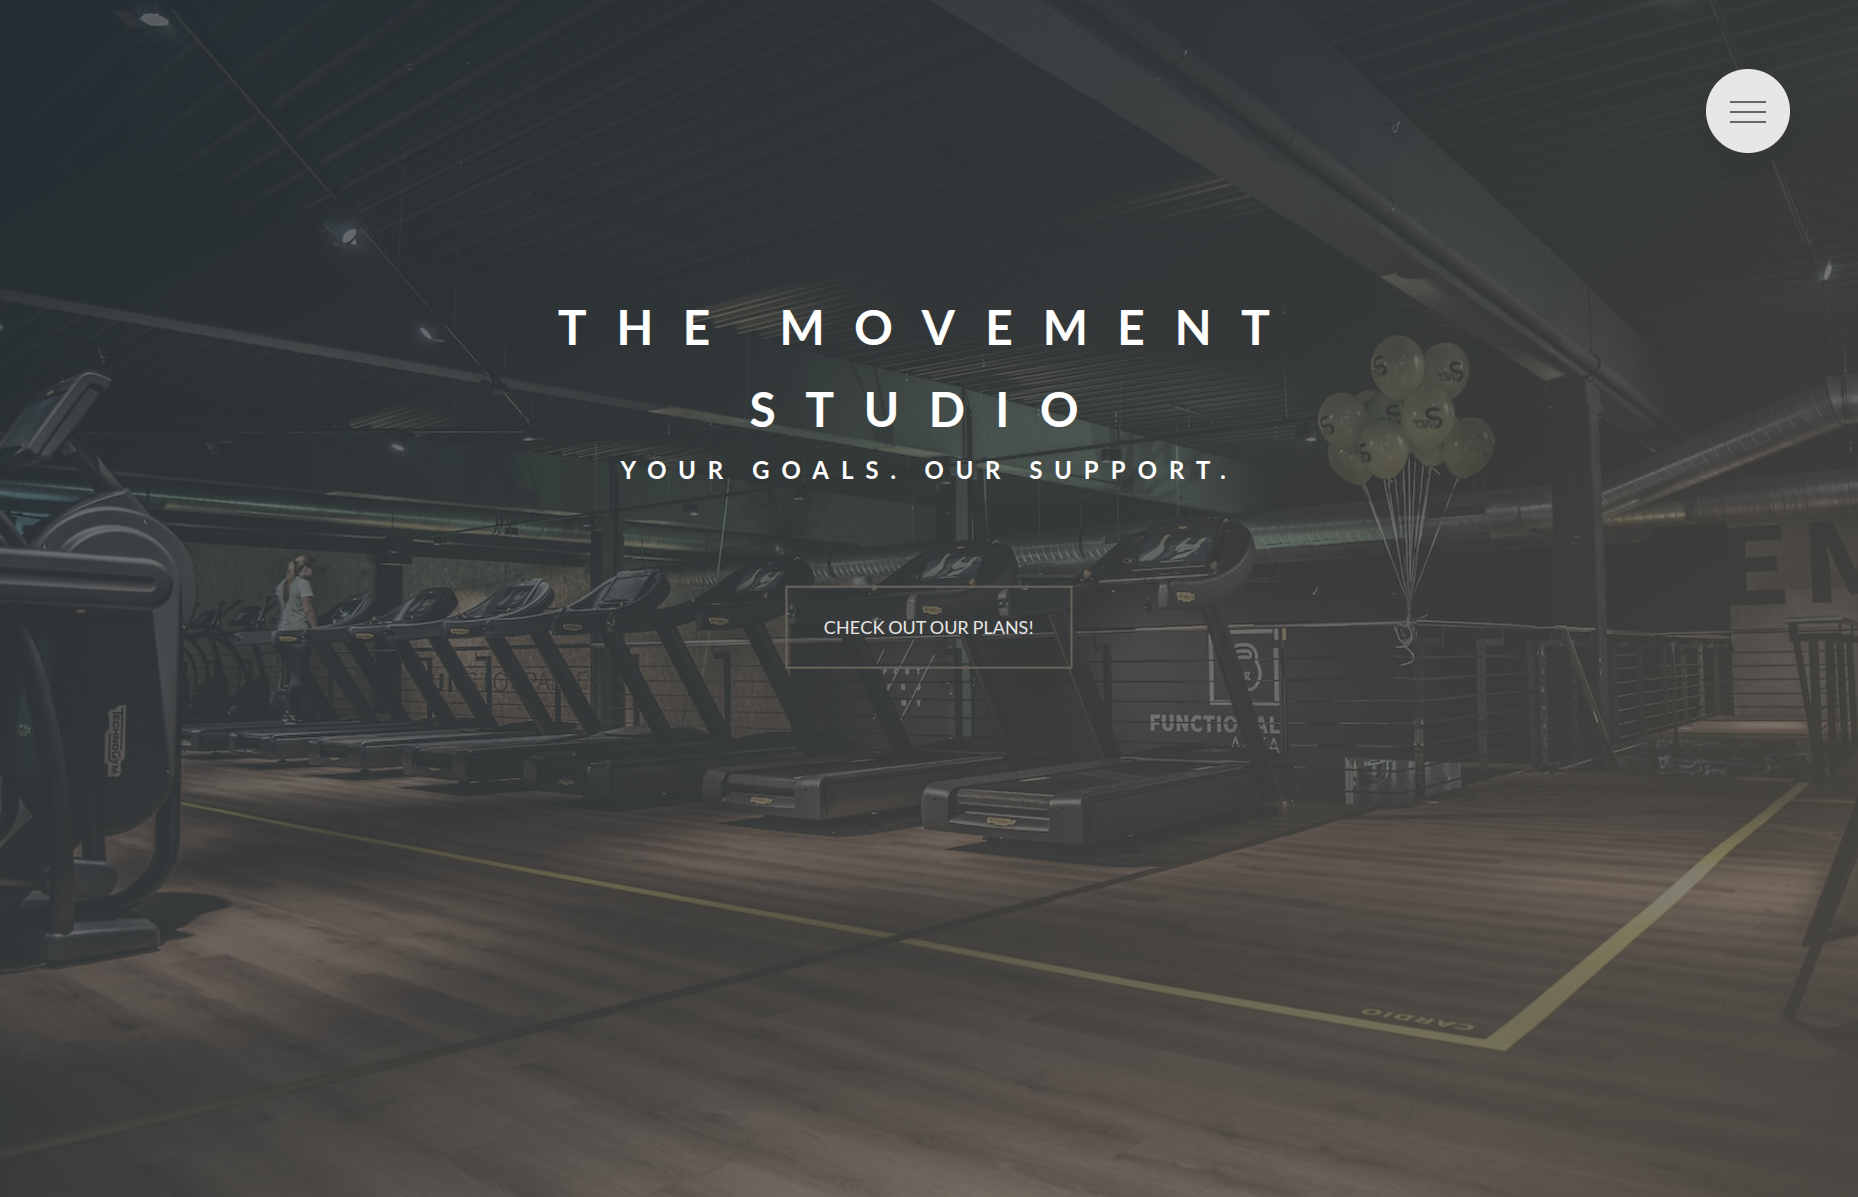 THE MOVEMENT
STUDIO
YOUR GOALS. OUR SUPPORT.
CHECK OUT OUR PLANS!
FUNCTIONAL
AREA
TECHNOGYM
CARDIO